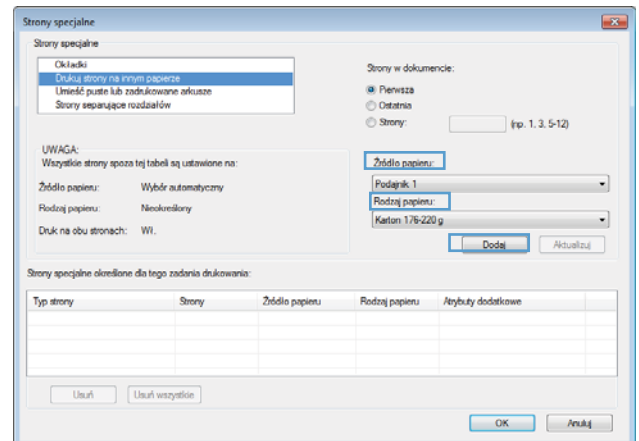 Strony specjalne
Strony specjalne
Okładki
Drukuj strony na innym papierze
Umieść puste lub zadrukowane arkusze
Strony separujące rozdziałów
Strony w dokumencie:
Pierwsza
Ostatnia
Strony: (np. 1, 3, 5-12)
UWAGA:
Wszystkie strony spoza tej tabeli są ustawione na:
Źródło papieru: Wybór automatyczny
Rodzaj papieru: Nieokreślony
Druk na obu stronach: Wł.
Źródło papieru:
Podajnik 1
Rodzaj papieru:
Karton 176-220 g
Dodaj Aktualizuj
Strony specjalne określone dla tego zadania drukowania:
Typ strony Strony Źródło papieru Rodzaj papieru Atrybuty dodatkowe
Usuń Usuń wszystkie
OK Anuluj